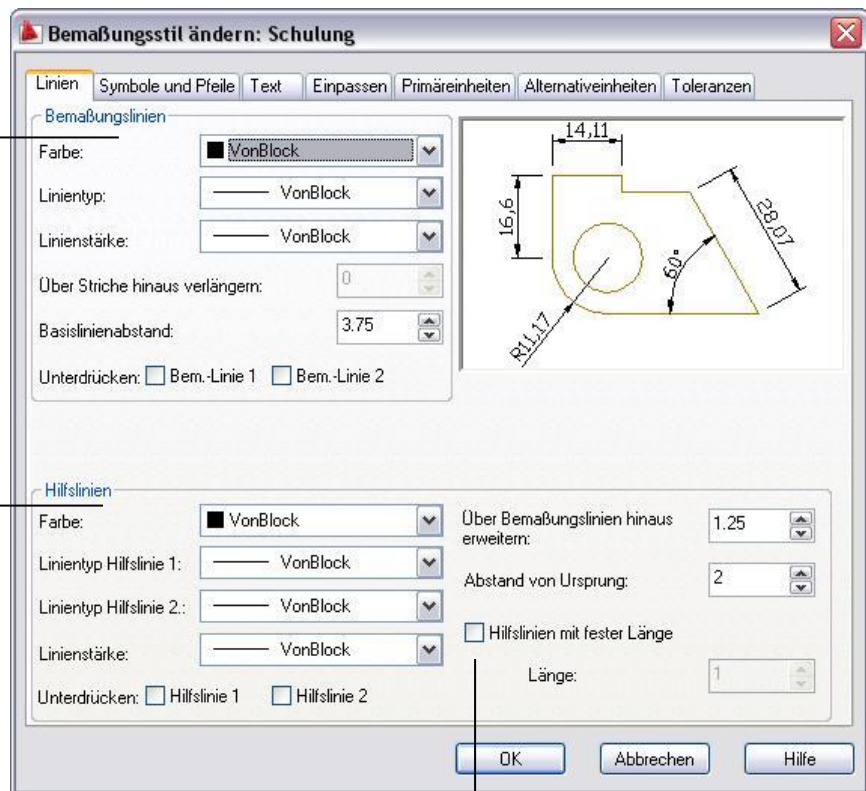 Bemaßungsstil ändern: Schulung
Linien Symbole und Pfeile Text Einpassen Primäreinheiten Alternativeinheiten Toleranzen
Bemaßungslinien
Farbe: VonBlock
Linientyp: VonBlock
Linienstärke: VonBlock
Über Striche hinaus verlängern: 0
Basislinienabstand: 3.75
Unterdrücken: Bem.-Linie 1 Bem.-Linie 2
14,11
16,6
28,07
60°
R11,17
Hilfslinien
Farbe: VonBlock
Linientyp Hilfslinie 1: VonBlock
Linientyp Hilfslinie 2.: VonBlock
Linienstärke: VonBlock
Unterdrücken: Hilfslinie 1 Hilfslinie 2
Über Bemaßungslinien hinaus
erweitern: 1.25
Abstand von Ursprung: 2
Hilfslinien mit fester Länge
Länge: 1
OK Abbrechen Hilfe